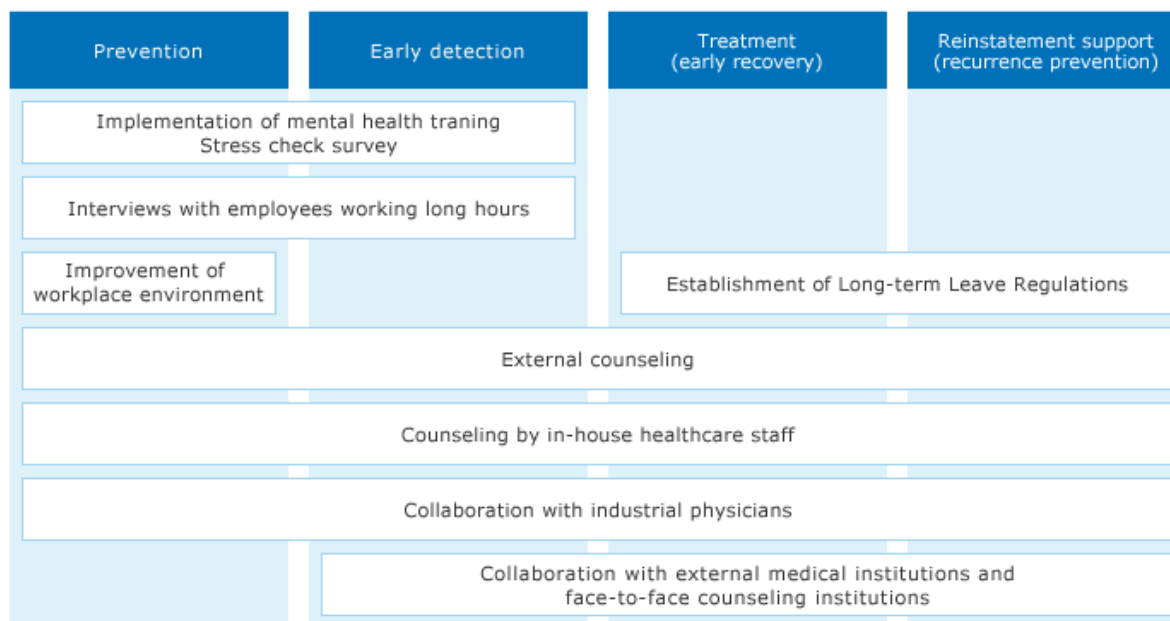 Prevention
Early detection
Treatment
(early recovery)
Reinstatement support
(recurrence prevention)
Implementation of mental health traning
Stress check survey
Interviews with employees working long hours
Improvement of
workplace environment
Establishment of Long-term Leave Regulations
External counseling
Counseling by in-house healthcare staff
Collaboration with industrial physicians
Collaboration with external medical institutions and
face-to-face counseling institutions